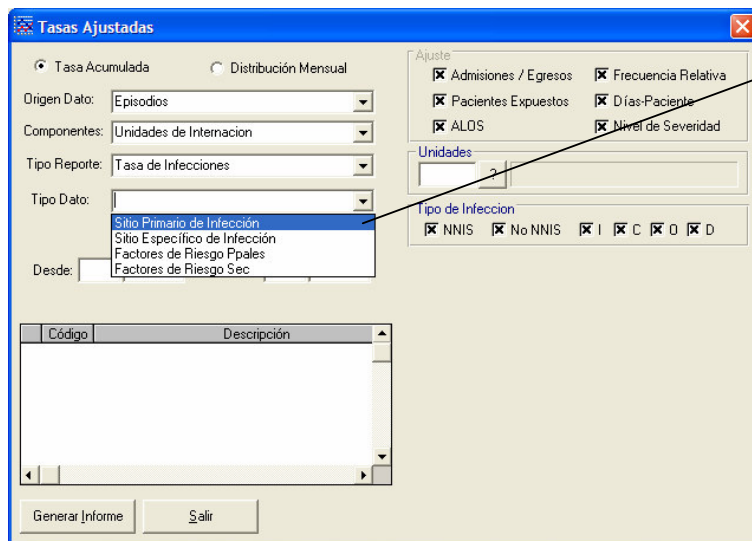 Tasas Ajustadas
Tasa Acumulada
Distribución Mensual
Origen Dato: Episodios
Componentes: Unidades de Internacion
Tipo Reporte: Tasa de Infecciones
Tipo Dato:
Sitio Primario de Infección
Sitio Específico de Infección
Factores de Riesgo Ppales
Factores de Riesgo Sec
Desde:
Código Descripción
Generar Informe Salir
Ajuste
Admisiones / Egresos Frecuencia Relativa
Pacientes Expuestos Días-Paciente
ALOS Nivel de Severidad
Unidades
?
Tipo de Infeccion
NNIS No NNIS I C O D